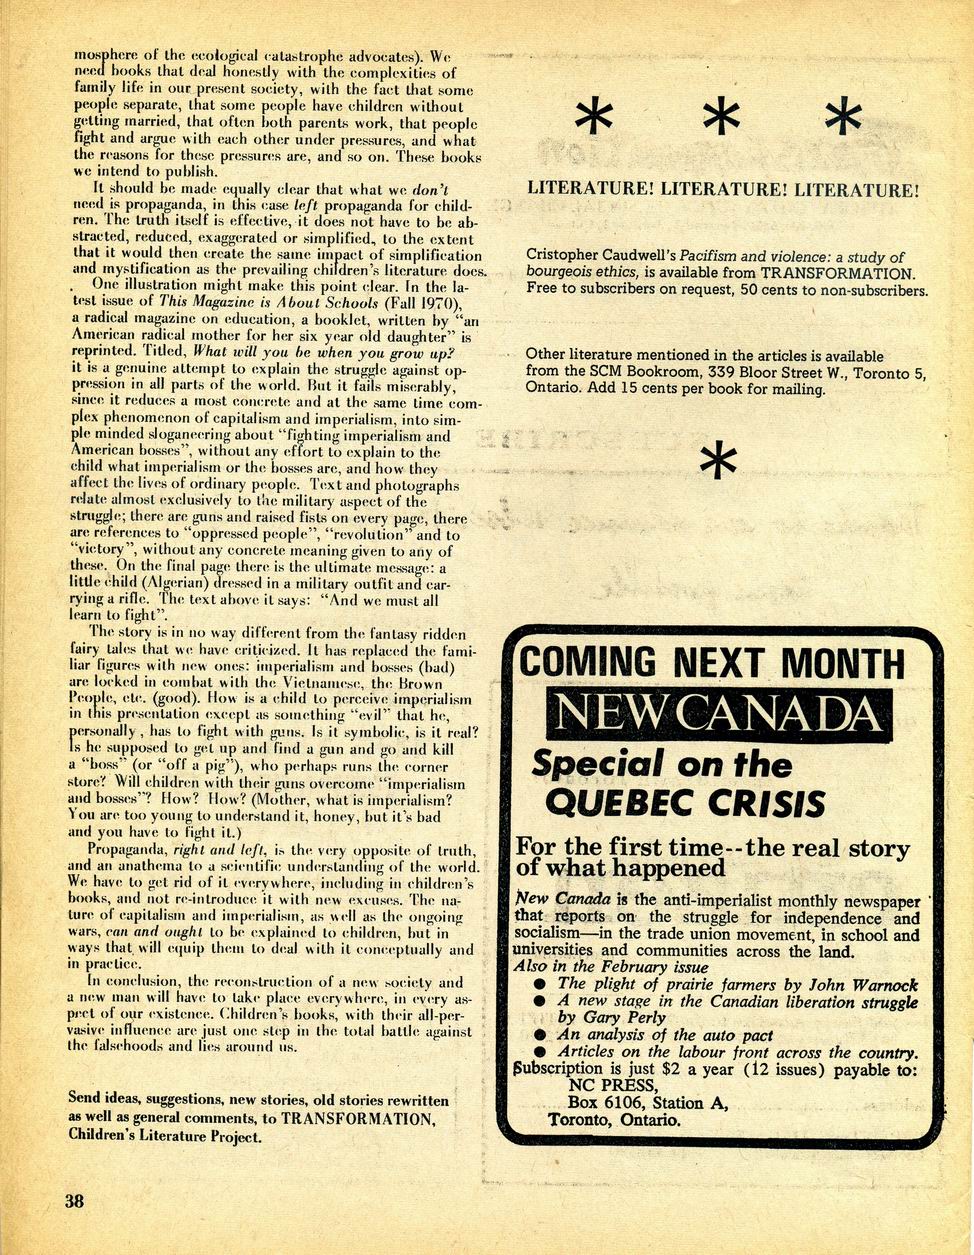 mosphere of the ecological catastrophe advocates). We
need books that deal honestly with the complexities of
family life in our present society, with the fact that some
people separate, that some people have children without
getting married, that often both parents work, that people
fight and argue with each other under pressures, and what
the reasons for these pressures are, and so on. These books
we intend to publish.
It should be made equally clear that what we don't
need is propaganda, in this case left propaganda for child-
ren. The truth itself is effective, it does not have to be ab-
stracted, reduced, exaggerated or simplified, to the extent
that it would then create the same impact of simplification
and mystification as the prevailing children's literature does.
One illustration might make this point clear. In the la-
test issue of This Magazine is About Schools (Fall 1970),
a radical magazine on education, a booklet, written by "an
American radical mother for her six year old daughter" is
reprinted. Titled, What will you be when you grow up?
it is a genuine attempt to explain the struggle against op-
pression in all parts of the world. But it fails miserably,
since it reduces a most concrete and at the same time com-
plex phenomenon of capitalism and imperialism, into sim-
ple minded sloganeering about "fighting imperialism and
American bosses", without any effort to explain to the
child what imperialism or the bosses are, and how they
affect the lives of ordinary people. Text and photographs
relate almost exclusively to the military aspect of the
struggle; there are guns and raised fists on every page, there
are references to "oppressed people", "revolution" and to
"victory", without any concrete meaning given to any of
these. On the final page there is the ultimate message: a
little child (Algerian) dressed in a military outfit and car-
rying a rifle. The text above it says: "And we must all
learn to fight".
The story is in no way different from the fantasy ridden
fairy tales that we have criticized. It has replaced the fami-
liar figures with new ones: imperialism and bosses (bad)
are locked in combat with the Vietnamese, the Brown
People, etc. (good). How is a child to perceive imperialism
in this presentation except as something "evil" that he,
personally, has to fight with guns. Is it symbolic, is it real?
Is he supposed to get up and find a gun and go and kill
a "boss" (or "off a pig"), who perhaps runs the corner
store? Will children with their guns overcome "imperialism
and bosses"? How? How? (Mother, what is imperialism?
You are too young to understand it, honey, but it's bad
and you have to fight it.)
Propaganda, right and left, is the very opposite of truth,
and an anathema to a scientific understanding of the world.
We have to get rid of it everywhere, including in children's
books, and not re-introduce it with new excuses. The na-
ture of capitalism and imperialism, as well as the ongoing
wars, can and ought to be explained to children, but in
ways that will equip them to deal with it conceptually and
in practice.
In conclusion, the reconstruction of a new society and
a new man will have to take place everywhere, in every as-
pect of our existence. Children's books, with their all-per-
vasive influence are just one step in the total battle against
the falsehoods and lies around us.
Send ideas, suggestions, new stories, old stories rewritten
as well as general comments, to TRANSFORMATION,
Children's Literature Project.
38
* * *
LITERATURE! LITERATURE! LITERATURE!
Cristopher Caudwell's Pacifism and violence: a study of
bourgeois ethics, is available from TRANSFORMATION.
Free to subscribers on request, 50 cents to non-subscribers.
Other literature mentioned in the articles is available
from the SCM Bookroom, 339 Bloor Street W., Toronto 5,
Ontario. Add 15 cents per book for mailing.
*
COMING NEXT MONTH
NEW CANADA
Special on the
QUEBEC CRISIS
For the first time--the real story
of what happened
New Canada is the anti-imperialist monthly newspaper
that reports on the struggle for independence and
socialism—in the trade union movement, in school and
universities and communities across the land.
Also in the February issue
● The plight of prairie farmers by John Warnock
● A new stage in the Canadian liberation struggle
by Gary Perly
● An analysis of the auto pact
● Articles on the labour front across the country.
Subscription is just $2 a year (12 issues) payable to:
NC PRESS,
Box 6106, Station A,
Toronto, Ontario.